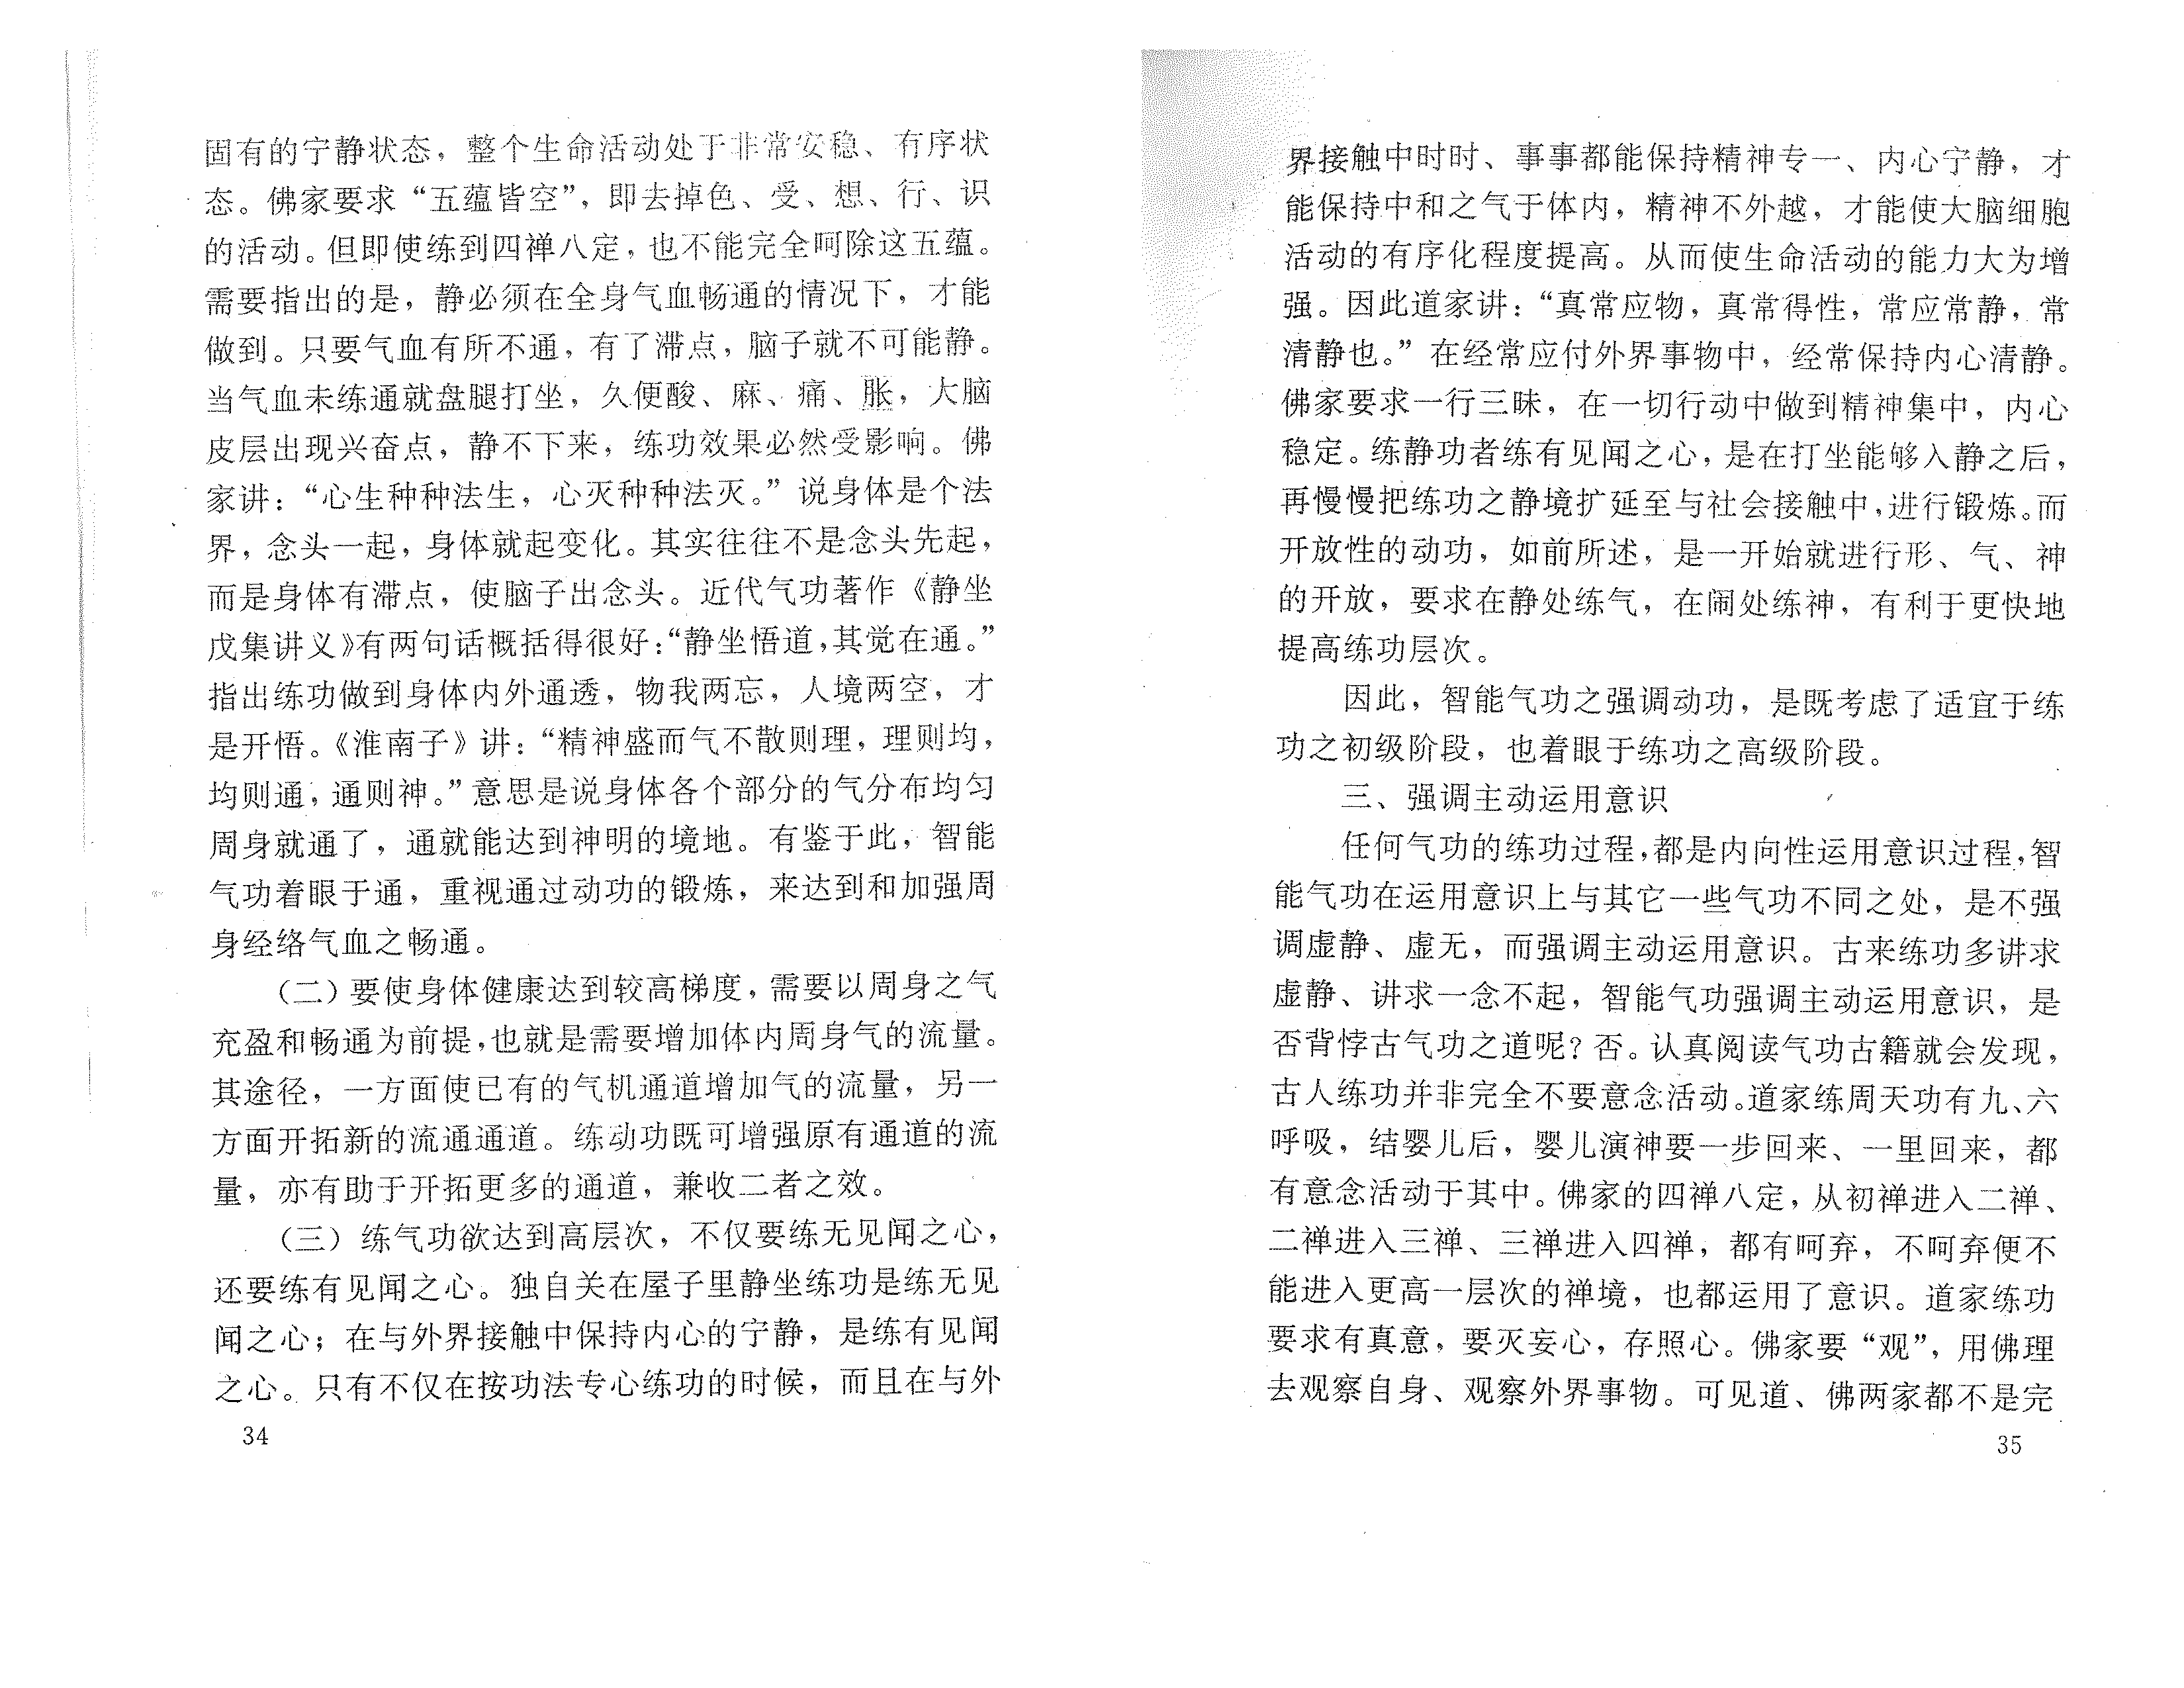 固有的宁静状态，整个生命活动处于非常安稳、有序状
态。佛家要求“五蕴皆空”，即去掉色、受、想、行、识
的活动。但即使练到四禅八定，也不能完全呵除这五蕴。
需要指出的是，静必须在全身气血畅通的情况下，才能
做到。只要气血有所不通，有了滞点，脑子就不可能静。
当气血未练通就盘腿打坐，久便酸、麻、痛、胀，大脑
皮层出现兴奋点，静不下来，练功效果必然受影响。佛
家讲：“心生种种法生，心灭种种法灭。”说身体是个法
界，念头一起，身体就起变化。其实往往不是念头先起，
而是身体有滞点，使脑子出念头。近代气功著作《静坐
戊集讲义》有两句话概括得很好：“静坐悟道，其觉在通。”
指出练功做到身体内外通透，物我两忘，人境两空，才
是开悟。《淮南子》讲：“精神盛而气不散则理，理则均，
均则通，通则神。”意思是说身体各个部分的气分布均匀
周身就通了，通就能达到神明的境地。有鉴于此，智能
气功着眼于通，重视通过动功的锻炼，来达到和加强周
身经络气血之畅通。
（二）要使身体健康达到较高梯度，需要以周身之气
充盈和畅通为前提，也就是需要增加体内周身气的流量。
其途径，一方面使已有的气机通道增加气的流量，另一
方面开拓新的流通通道。练动功既可增强原有通道的流
量，亦有助于开拓更多的通道，兼收二者之效。
（三）练气功欲达到高层次，不仅要练无见闻之心，
还要练有见闻之心。独自关在屋子里静坐练功是练无见
闻之心；在与外界接触中保持内心的宁静，是练有见闻
之心。只有不仅在按功法专心练功的时候，而且在与外
34
界接触中时时、事事都能保持精神专一、内心宁静，才
能保持中和之气于体内，精神不外越，才能使大脑细胞
活动的有序化程度提高。从而使生命活动的能力大为增
强。因此道家讲：“真常应物，真常得性，常应常静，常
清静也。”在经常应付外界事物中，经常保持内心清静。
佛家要求一行三昧，在一切行动中做到精神集中，内心
稳定。练静功者练有见闻之心，是在打坐能够入静之后，
再慢慢把练功之静境扩延至与社会接触中，进行锻炼。而
开放性的动功，如前所述，是一开始就进行形、气、神
的开放，要求在静处练气，在闹处练神，有利于更快地
提高练功层次。
因此，智能气功之强调动功，是既考虑了适宜于练
功之初级阶段，也着眼于练功之高级阶段。
三、强调主动运用意识
任何气功的练功过程，都是内向性运用意识过程，智
能气功在运用意识上与其它一些气功不同之处，是不强
调虚静、虚无，而强调主动运用意识。古来练功多讲求
虚静、讲求一念不起，智能气功强调主动运用意识，是
否背悖古气功之道呢？否。认真阅读气功古籍就会发现，
古人练功并非完全不要意念活动。道家练周天功有九、六
呼吸，结婴儿后，婴儿演神要一步回来、一里回来，都
有意念活动于其中。佛家的四禅八定，从初禅进入二禅、
二禅进入三禅、三禅进入四禅，都有呵弃，不呵弃便不
能进入更高一层次的禅境，也都运用了意识。道家练功
要求有真意，要灭妄心，存照心。佛家要“观”，用佛理
去观察自身、观察外界事物。可见道、佛两家都不是完
35